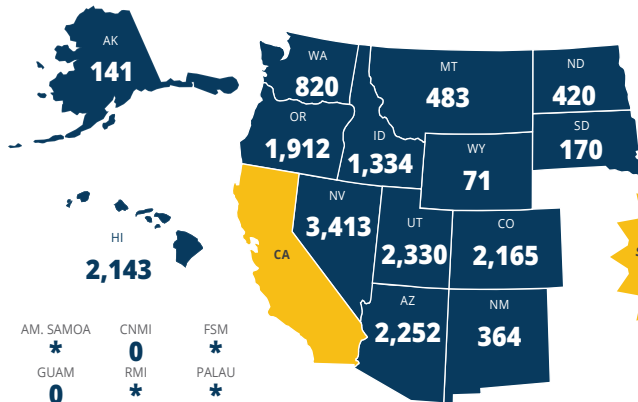 AK
141
WA
820
MT
483
ND
420
OR
1,912
ID
1,334
SD
170
WY
71
NV
3,413
UT
2,330
CO
2,165
CA
HI
2,143
AZ
2,252
NM
364
AM. SAMOA CNMI FSM
* 0 *
GUAM RMI PALAU
0 * *